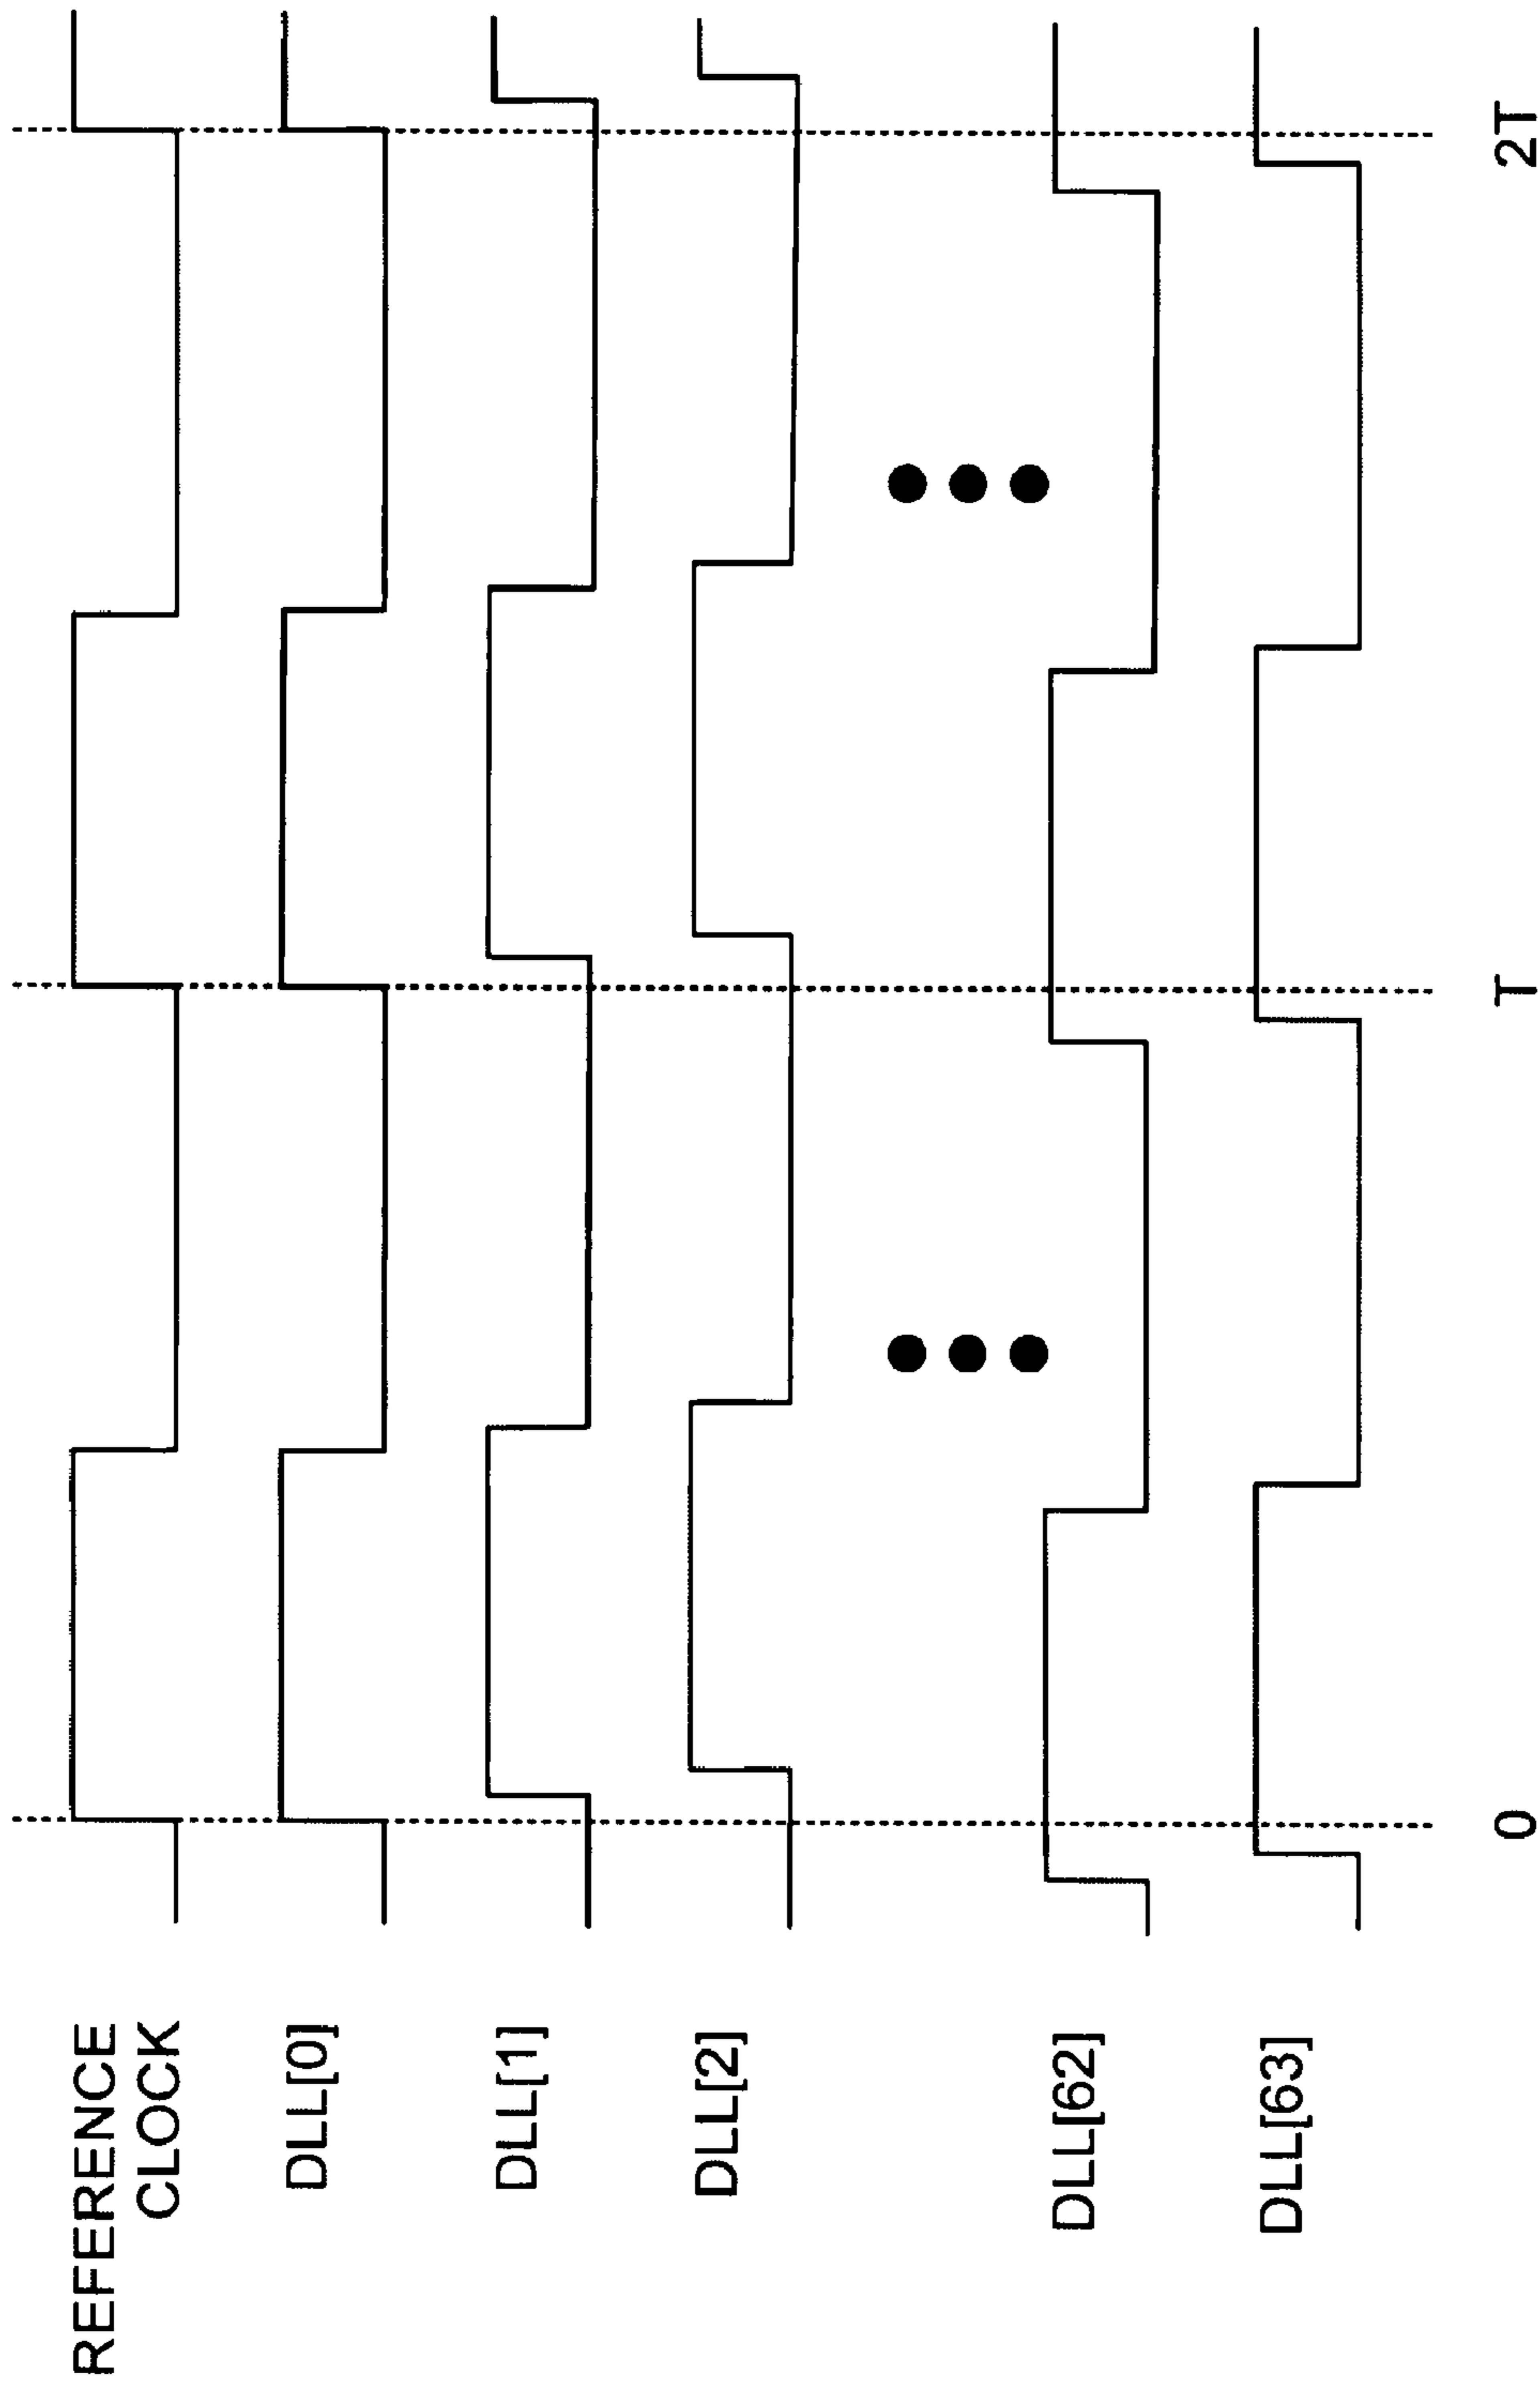 REFERENCE
CLOCK
DLL[0]
DLL[1]
DLL[2]
DLL[62]
DLL[63]
0
T
2T